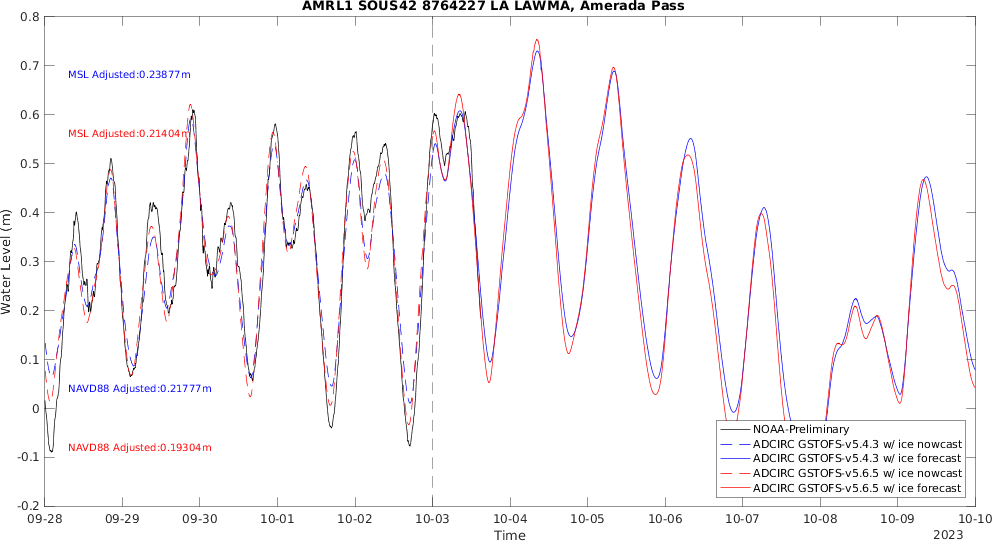 AMRL1 SOUS42 8764227 LA LAWMA, Amerada Pass
0.8
0.7
0.6
0.5
0.4
0.3
0.2
0.1
0
-0.1
-0.2
Water Level (m)
MSL Adjusted:0.23877m
MSL Adjusted:0.21404m
NAVD88 Adjusted:0.21777m
NAVD88 Adjusted:0.19304m
NOAA-Preliminary
ADCIRC GSTOFS-v5.4.3 w/ ice nowcast
ADCIRC GSTOFS-v5.4.3 w/ ice forecast
ADCIRC GSTOFS-v5.6.5 w/ ice nowcast
ADCIRC GSTOFS-v5.6.5 w/ ice forecast
09-28 09-29 09-30 10-01 10-02 10-03 10-04 10-05 10-06 10-07 10-08 10-09 10-10
Time
2023